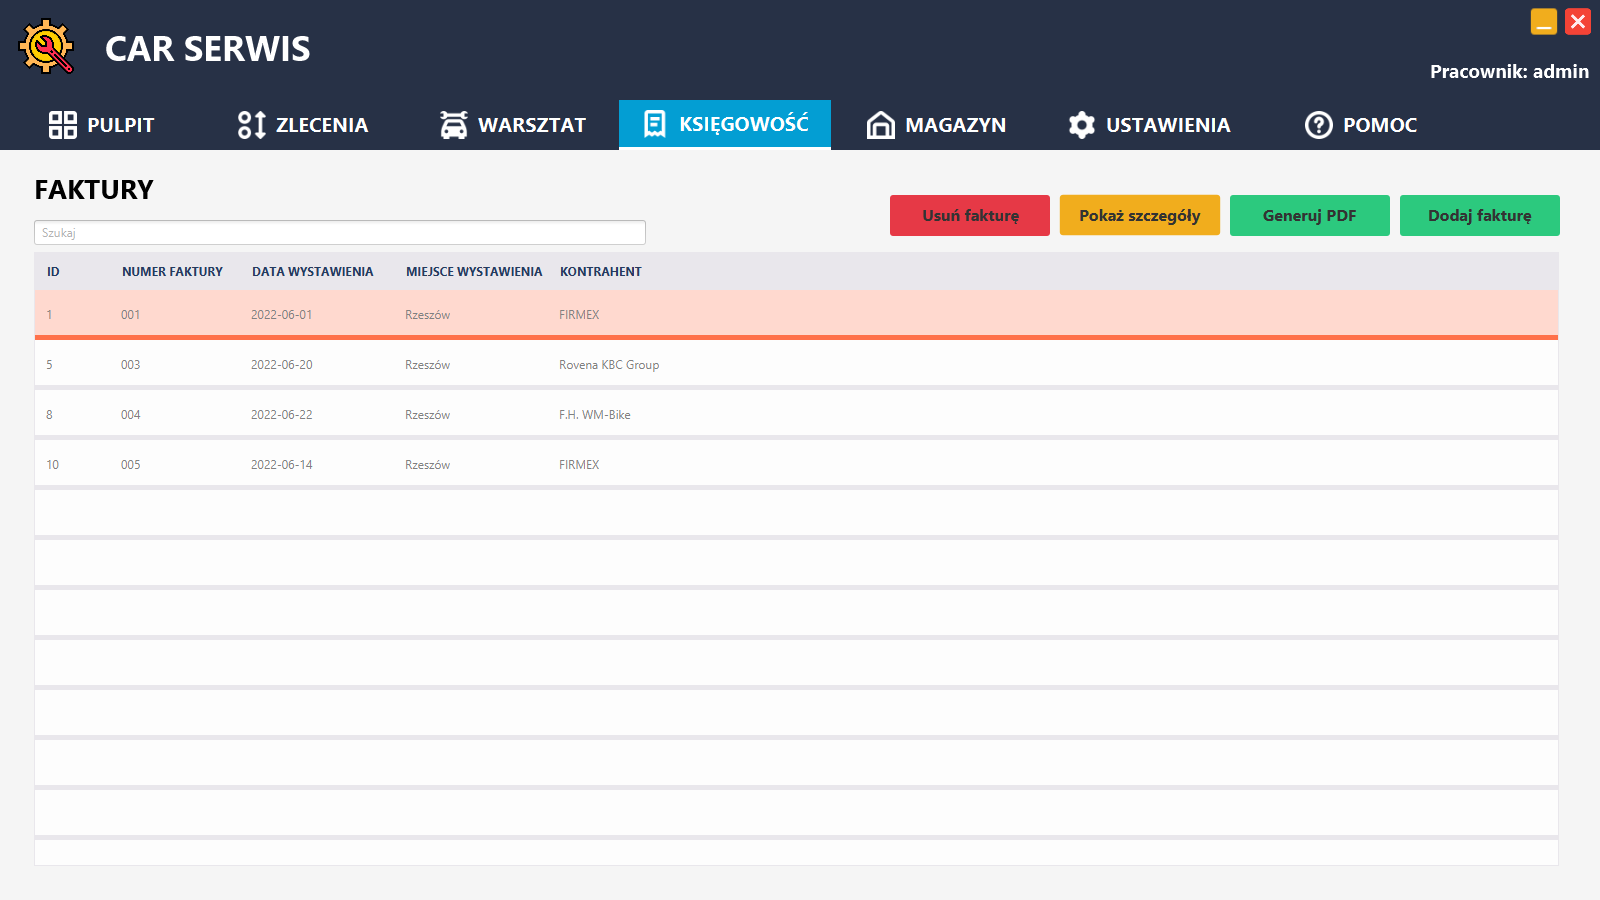 CAR SERWIS
Pracownik: admin
PULPIT ZLECENIA WARSZTAT KSIĘGOWOŚĆ MAGAZYN USTAWIENIA POMOC
FAKTURY
Usuń fakturę Pokaż szczegóły Generuj PDF Dodaj fakturę
Szukaj
ID NUMER FAKTURY DATA WYSTAWIENIA MIEJSCE WYSTAWIENIA KONTRAHENT
1 001 2022-06-01 Rzeszów FIRMEX
5 003 2022-06-20 Rzeszów Rovena KBC Group
8 004 2022-06-22 Rzeszów F.H. WM-Bike
10 005 2022-06-14 Rzeszów FIRMEX